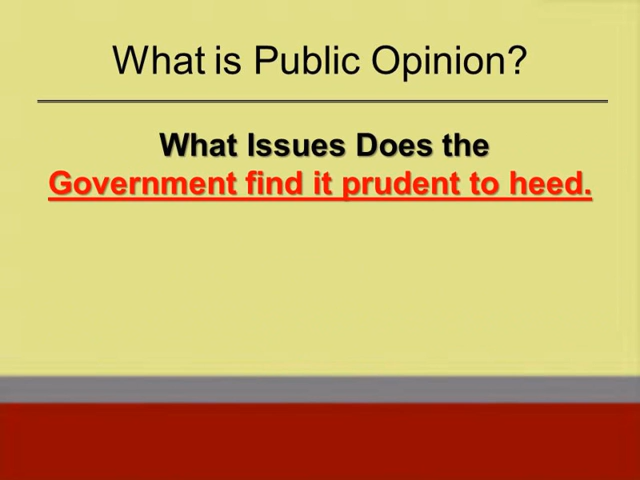 What is Public Opinion?
What Issues Does the
Government find it prudent to heed.